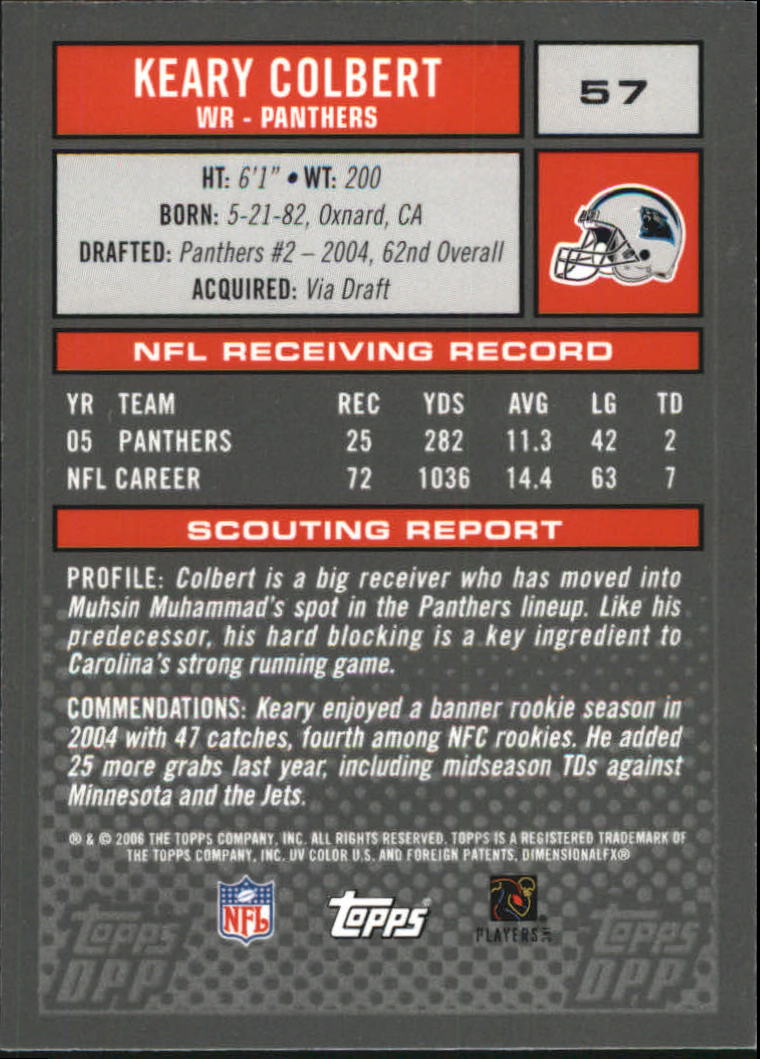 KEARY COLBERT
WR - PANTHERS
57
HT: 6'1" • WT: 200
BORN: 5-21-82, Oxnard, CA
DRAFTED: Panthers #2 – 2004, 62nd Overall
ACQUIRED: Via Draft
NFL RECEIVING RECORD
YR TEAM REC YDS AVG LG TD
05 PANTHERS 25 282 11.3 42 2
NFL CAREER 72 1036 14.4 63 7
SCOUTING REPORT
PROFILE: Colbert is a big receiver who has moved into
Muhsin Muhammad's spot in the Panthers lineup. Like his
predecessor, his hard blocking is a key ingredient to
Carolina's strong running game.
COMMENDATIONS: Keary enjoyed a banner rookie season in
2004 with 47 catches, fourth among NFC rookies. He added
25 more grabs last year, including midseason TDs against
Minnesota and the Jets.
® & © 2006 THE TOPPS COMPANY, INC. ALL RIGHTS RESERVED. TOPPS IS A REGISTERED TRADEMARK OF
THE TOPPS COMPANY, INC. UV COLOR U.S. AND FOREIGN PATENTS, DIMENSIONALFX®
NFL
Topps®
PLAYERS
Topps
DPP
Topps
DPP